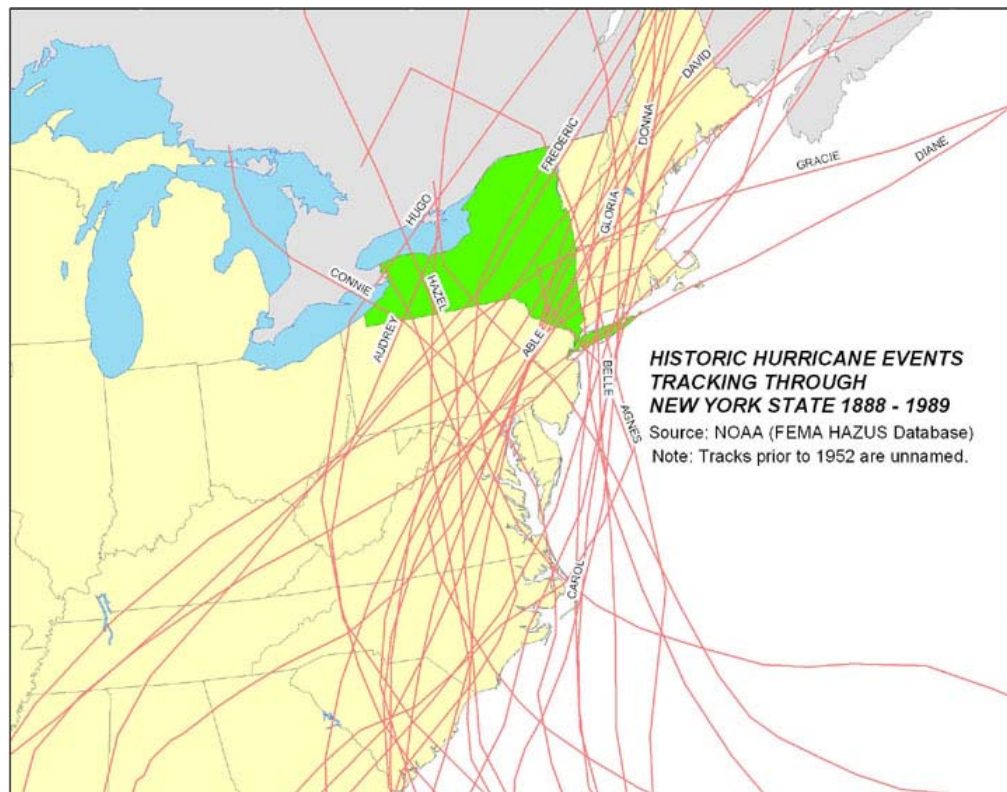 DAVID
FREDERIC
DONNA
GRACIE
DIANE
HUGO
GLORIA
CONNIE
HAZEL
AUDREY
ABLE
BELLE
AGNES
HISTORIC HURRICANE EVENTS
TRACKING THROUGH
NEW YORK STATE 1888 - 1989
Source: NOAA (FEMA HAZUS Database)
Note: Tracks prior to 1952 are unnamed.
CAROL